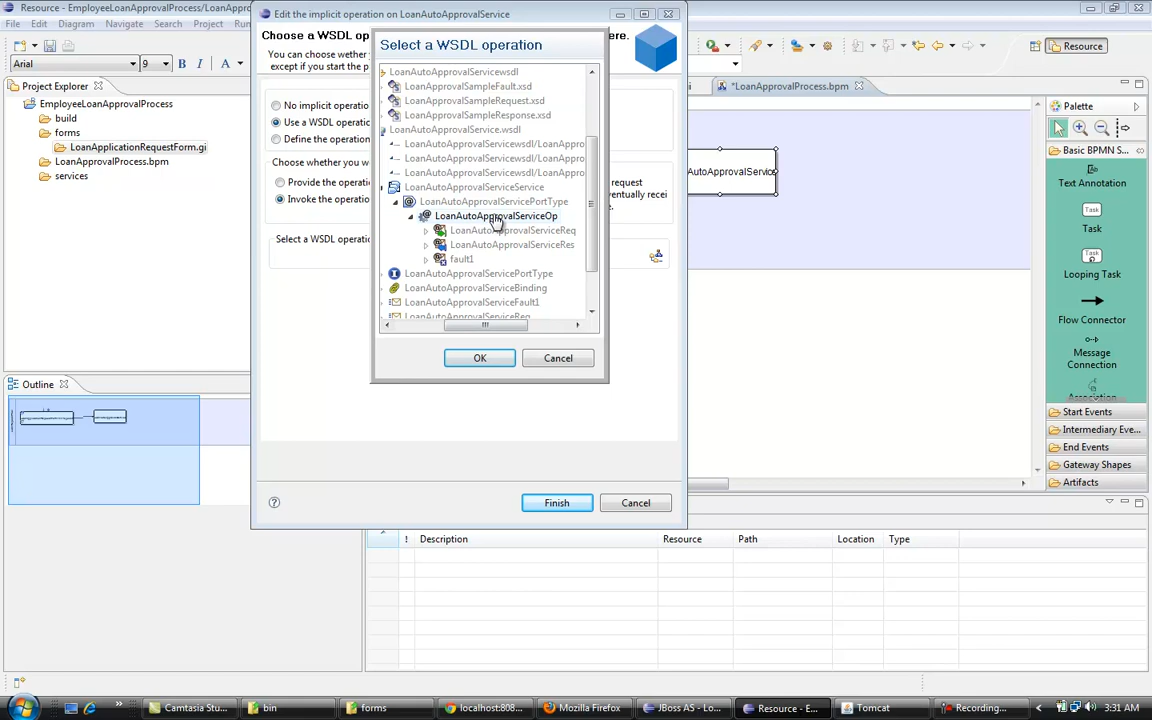 Resource - EmployeeLoanApprovalProcess/Loan
File Edit Diagram Navigate Search Project Run
Arial 9 B I A
Project Explorer
EmployeeLoanApprovalProcess
build
forms
LoanApplicationRequestForm.gi
LoanApprovalProcess.bpm
services
Outline
Edit the implicit operation on LoanAutoApprovalService
Choose a WSDL op
ere.
You can choose wether
except if you start the p
No implicit operatio
Use a WSDL operati
Define the operation
Choose whether you w
request
Provide the operati
entually recei
Invoke the operation
e.
Select a WSDL operatio
Finish
Cancel
Select a WSDL operation
LoanAutoApprovalServicewsdl
LoanApprovalSampleFault.xsd
LoanApprovalSampleRequest.xsd
LoanApprovalSampleResponse.xsd
LoanAutoApprovalService.wsdl
LoanAutoApprovalServicewsdl/LoanAppro
LoanAutoApprovalServicewsdl/LoanAppro
LoanAutoApprovalServicewsdl/LoanAppro
LoanAutoApprovalServiceService
LoanAutoApprovalServicePortType
LoanAutoApprovalServiceOp
LoanAutoApprovalServiceReq
LoanAutoApprovalServiceRes
fault1
LoanAutoApprovalServicePortType
LoanAutoApprovalServiceBinding
LoanAutoApprovalServiceFault1
LoanAutoApprovalServiceReq
OK
Cancel
Resource
*LoanApprovalProcess.bpm
AutoApprovalService
Palette
Basic BPMN S...
Text Annotation
Task
Looping Task
Flow Connector
Message
Connection
Association
Start Events
Intermediary Eve...
End Events
Gateway Shapes
Artifacts
! Description Resource Path Location Type
Camtasia Stu... bin forms localhost:808... Mozilla Firefox JBoss AS - Lo... Resource - E... Tomcat Recording... 3:31 AM